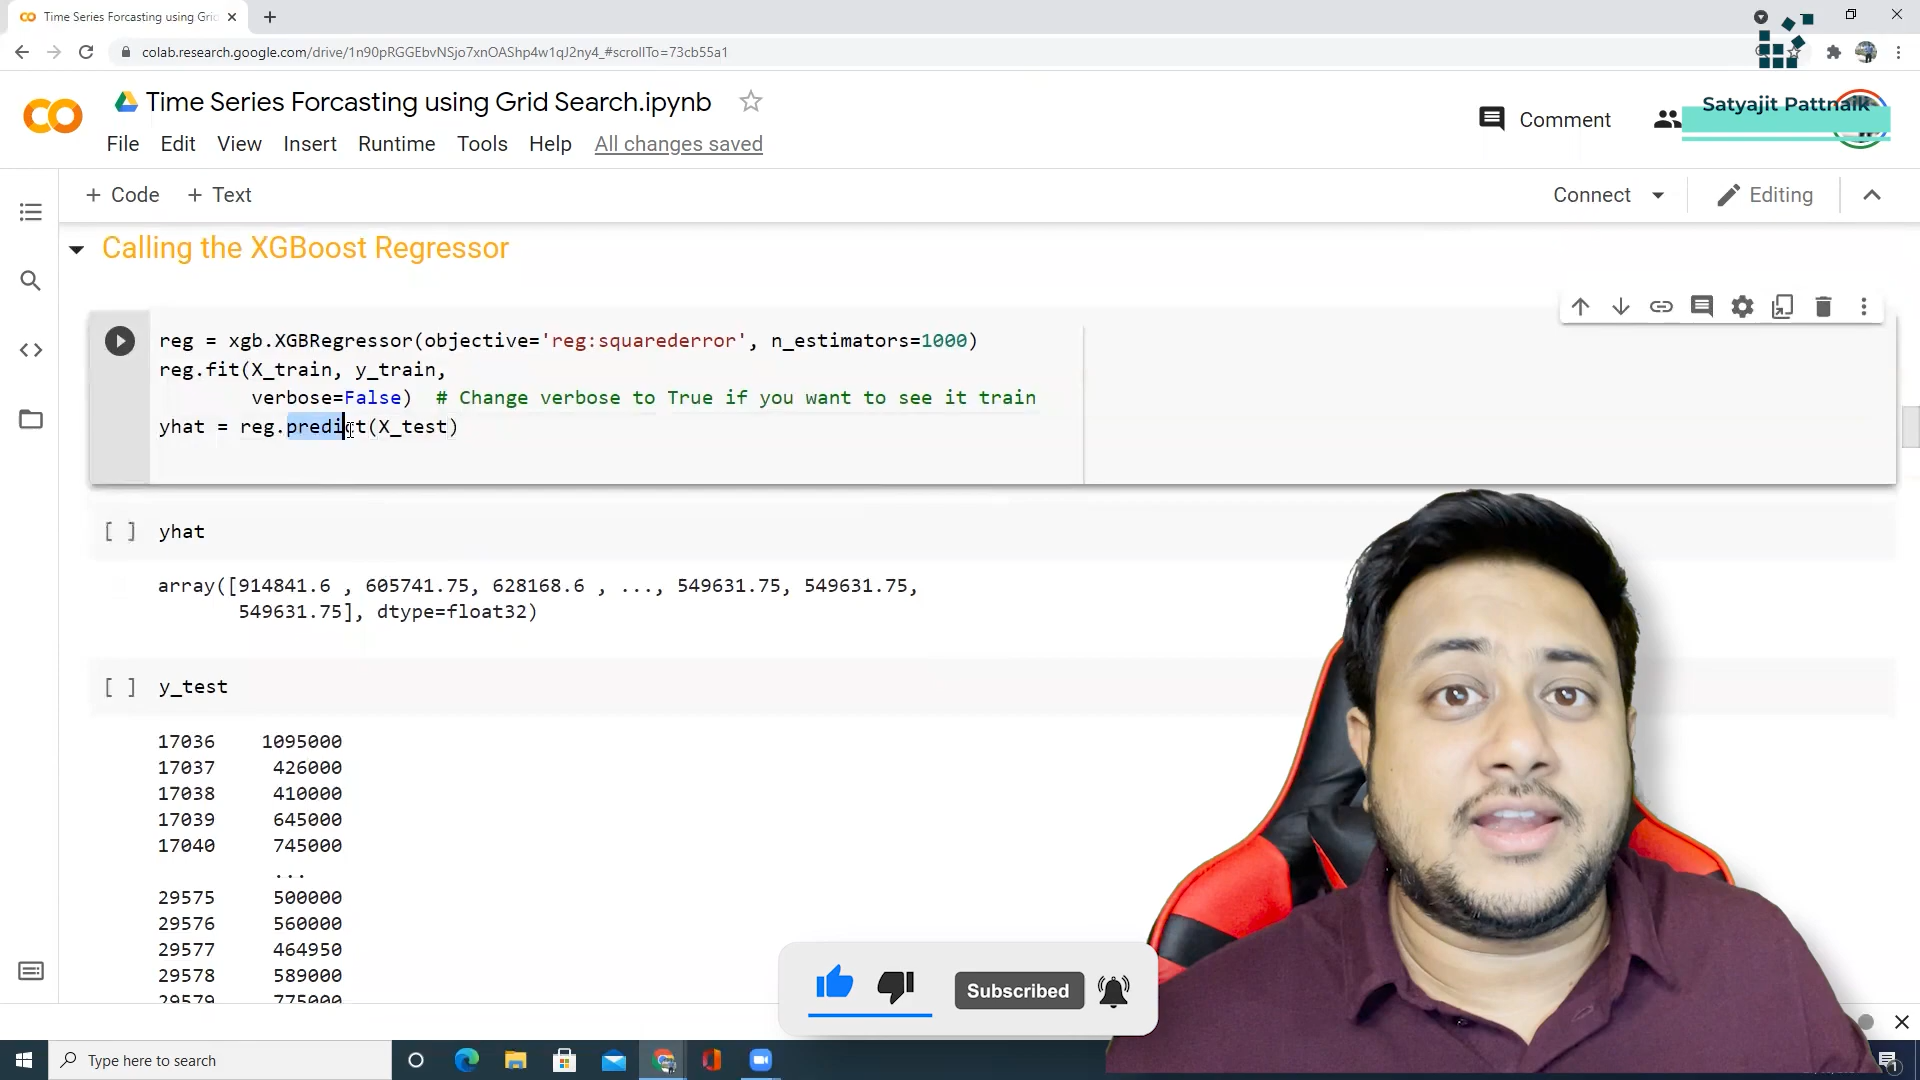 Time Series Forcasting using Grid
colab.research.google.com/drive/1n90pRGGEbvNSjo7xnOAShp4w1qJ2ny4_#scrollTo=73cb55a1
Time Series Forcasting using Grid Search.ipynb
Comment
Satyajit Pattnaik
File Edit View Insert Runtime Tools Help All changes saved
+ Code + Text
Connect
Editing
Calling the XGBoost Regressor
reg = xgb.XGBRegressor(objective='reg:squarederror', n_estimators=1000)
reg.fit(X_train, y_train,
verbose=False) # Change verbose to True if you want to see it train
yhat = reg.predict(X_test)
[ ] yhat
array([914841.6 , 605741.75, 628168.6 , ..., 549631.75, 549631.75,
549631.75], dtype=float32)
[ ] y_test
17036 1095000
17037 426000
17038 410000
17039 645000
17040 745000
...
29575 500000
29576 560000
29577 464950
29578 589000
29579 775000
Subscribed
Type here to search